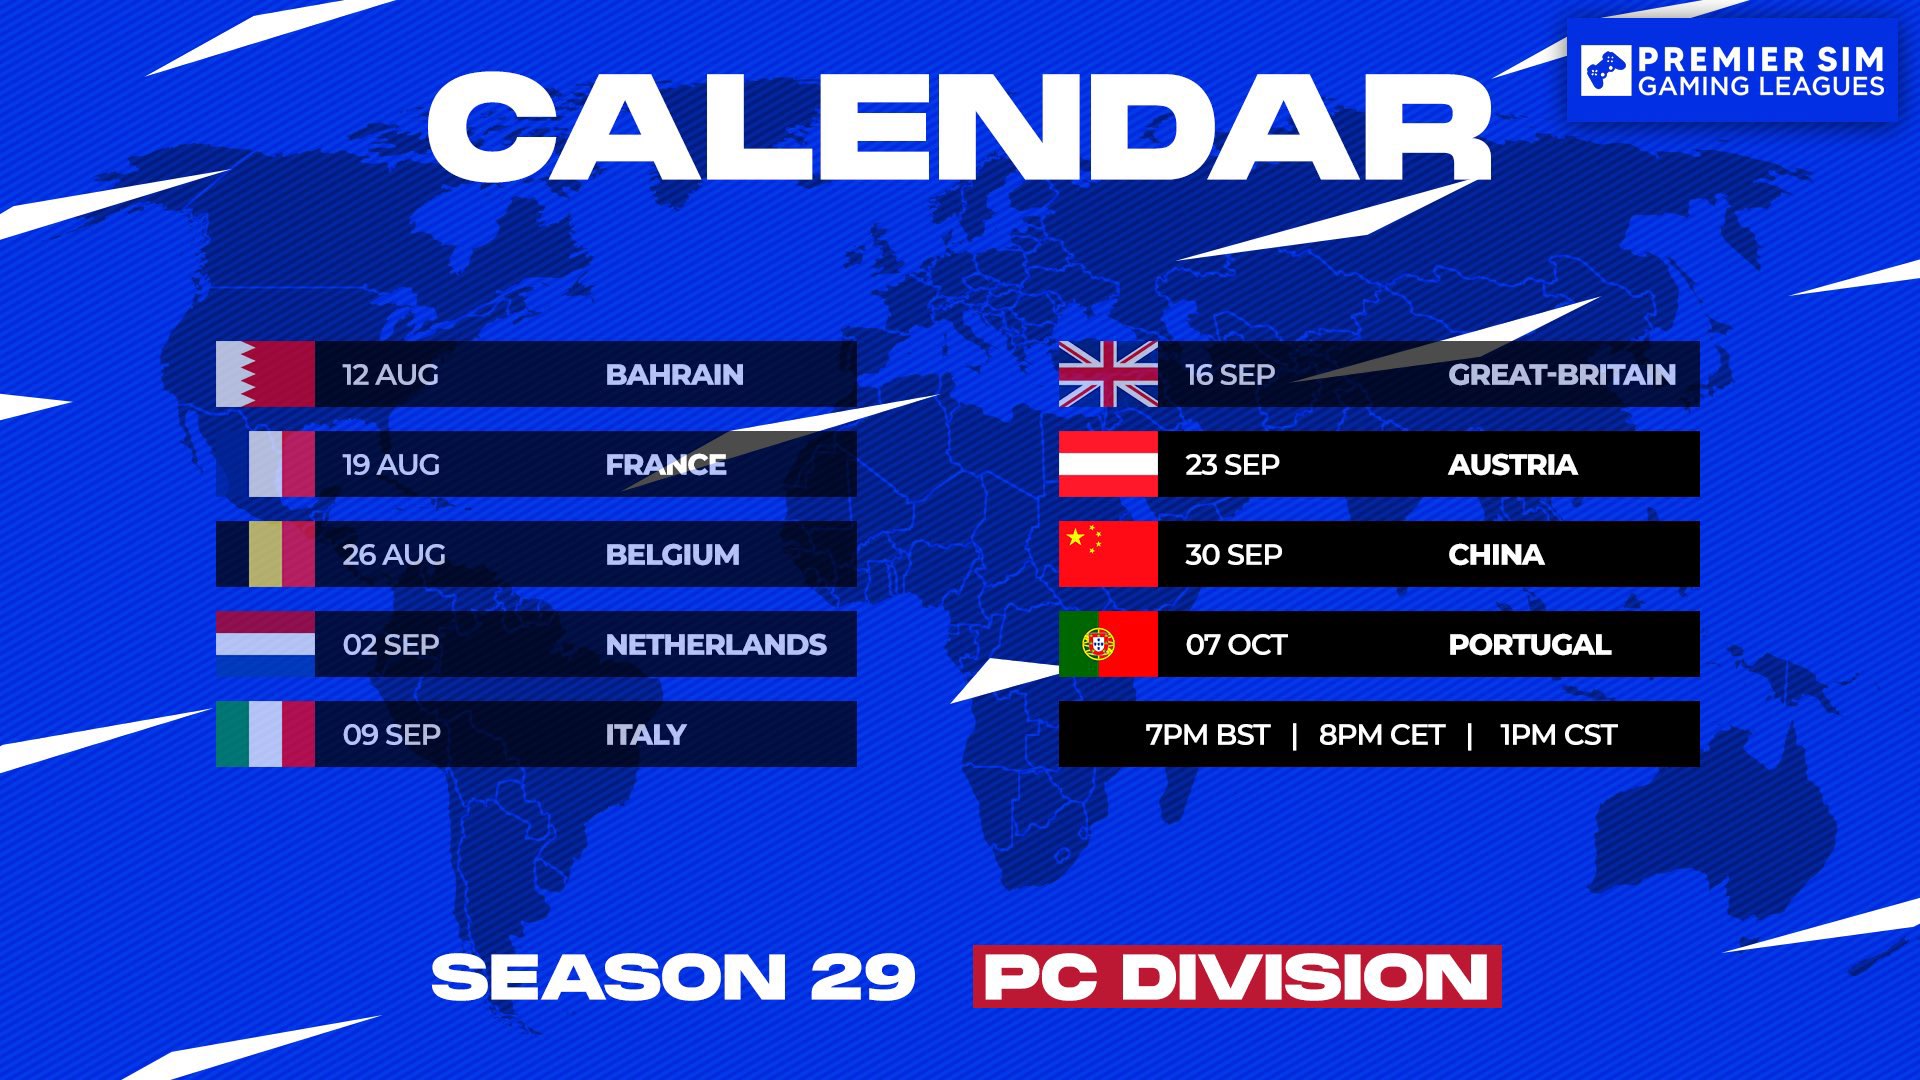 CALENDAR
PREMIER SIM
GAMING LEAGUES
12 AUG BAHRAIN
19 AUG FRANCE
26 AUG BELGIUM
02 SEP NETHERLANDS
09 SEP ITALY
16 SEP GREAT-BRITAIN
23 SEP AUSTRIA
30 SEP CHINA
07 OCT PORTUGAL
7PM BST | 8PM CET | 1PM CST
SEASON 29 PC DIVISION